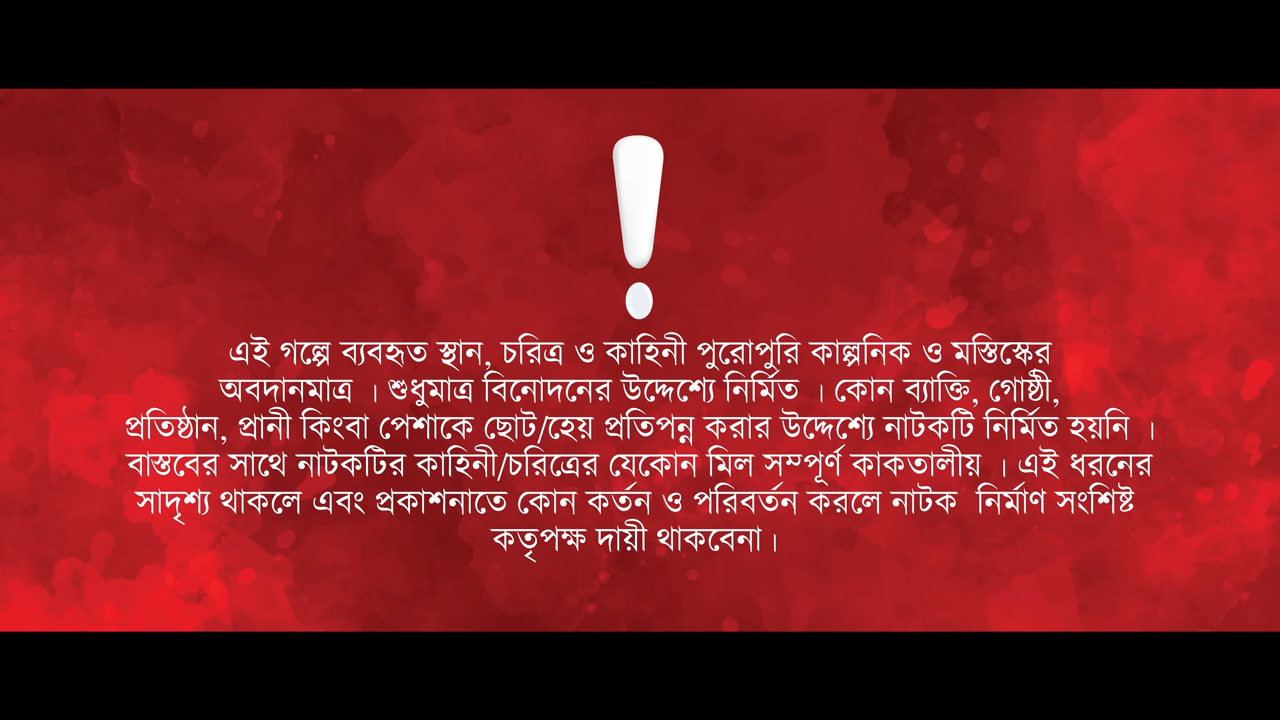 !
এই গল্পে ব্যবহৃত স্থান, চরিত্র ও কাহিনী পুরোপুরি কাল্পনিক ও মস্তিস্কের
অবদানমাত্র । শুধুমাত্র বিনোদনের উদ্দেশ্যে নির্মিত । কোন ব্যাক্তি, গোষ্ঠী,
প্রতিষ্ঠান, প্রানী কিংবা পেশাকে ছোট/হেয় প্রতিপন্ন করার উদ্দেশ্যে নাটকটি নির্মিত হয়নি ।
বাস্তবের সাথে নাটকটির কাহিনী/চরিত্রের যেকোন মিল সম্পূর্ণ কাকতালীয় । এই ধরনের
সাদৃশ্য থাকলে এবং প্রকাশনাতে কোন কর্তন ও পরিবর্তন করলে নাটক নির্মাণ সংশিষ্ট
কতৃপক্ষ দায়ী থাকবেনা।